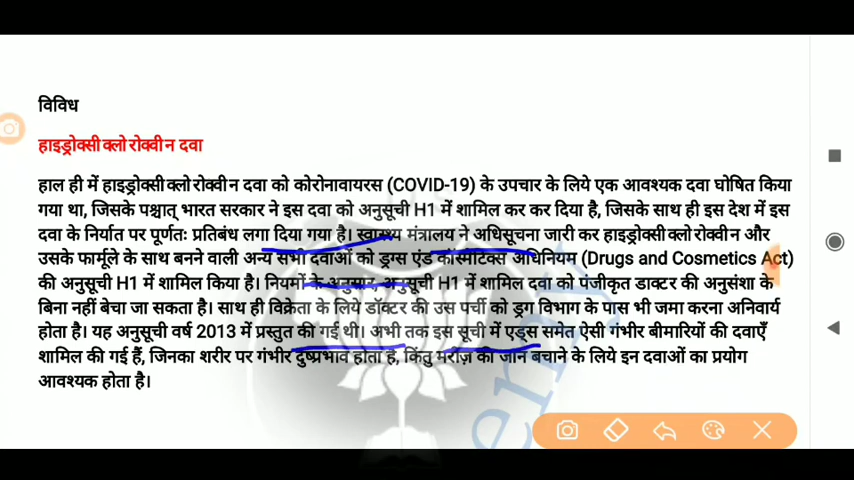 विविध
हाइड्रोक्सी क्लोरोक्वीन दवा
हाल ही में हाइड्रोक्सी क्लोरोक्वीन दवा को कोरोनावायरस (COVID-19) के उपचार के लिये एक आवश्यक दवा घोषित किया
गया था, जिसके पश्चात् भारत सरकार ने इस दवा को अनुसूची H1 में शामिल कर कर दिया है, जिसके साथ ही इस देश में इस
दवा के निर्यात पर पूर्णतः प्रतिबंध लगा दिया गया है। स्वास्थ्य मंत्रालय ने अधिसूचना जारी कर हाइड्रोक्सी क्लोरोक्वीन और
उसके फार्मूले के साथ बनने वाली अन्य सभी दवाओं को ड्रग्स एंड कॉस्मेटिक्स अधिनियम (Drugs and Cosmetics Act)
की अनुसूची H1 में शामिल किया है। नियमों के अनुसार, अनुसूची H1 में शामिल दवा को पंजीकृत डाक्टर की अनुसंशा के
बिना नहीं बेचा जा सकता है। साथ ही विक्रेता के लिये डॉक्टर की उस पर्ची को ड्रग विभाग के पास भी जमा करना अनिवार्य
होता है। यह अनुसूची वर्ष 2013 में प्रस्तुत की गई थी। अभी तक इस सूची में एड्स समेत ऐसी गंभीर बीमारियों की दवाएँ
शामिल की गई हैं, जिनका शरीर पर गंभीर दुष्प्रभाव होता है, किंतु मरीज़ की जान बचाने के लिये इन दवाओं का प्रयोग
आवश्यक होता है।